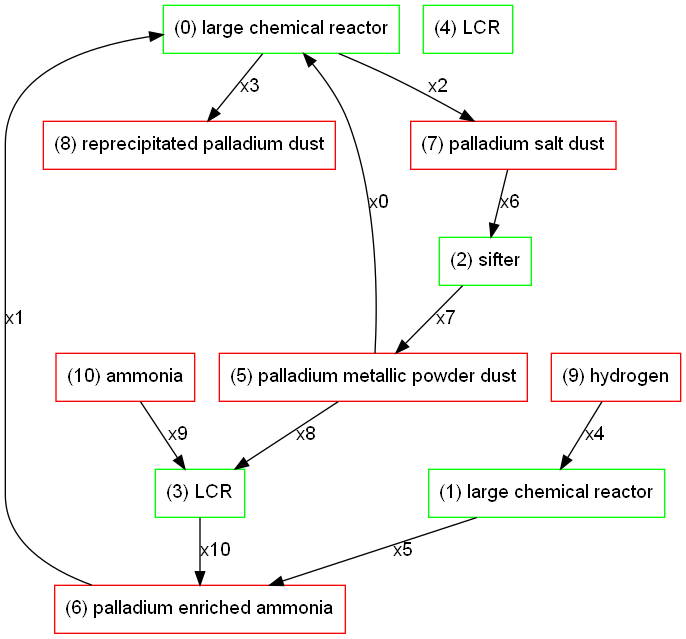 (0) large chemical reactor
(4) LCR
x3
x2
(8) reprecipitated palladium dust
(7) palladium salt dust
x0
x6
(2) sifter
x1
x7
(10) ammonia
(5) palladium metallic powder dust
(9) hydrogen
x9
x8
x4
(3) LCR
(1) large chemical reactor
x10
x5
(6) palladium enriched ammonia